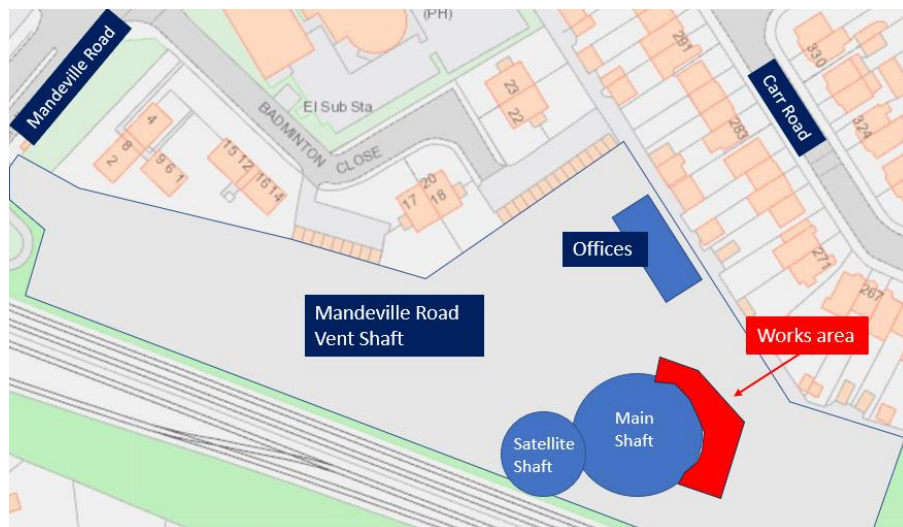 (PH)
Mandeville Road
El Sub Sta
BADMINTON
CLOSE
291
283
271
267
330
324
Carr Road
23
22
4
8
2
9 6 1
15 12
16 14
17
20
18
Offices
Mandeville Road
Vent Shaft
Works area
Main
Shaft
Satellite
Shaft